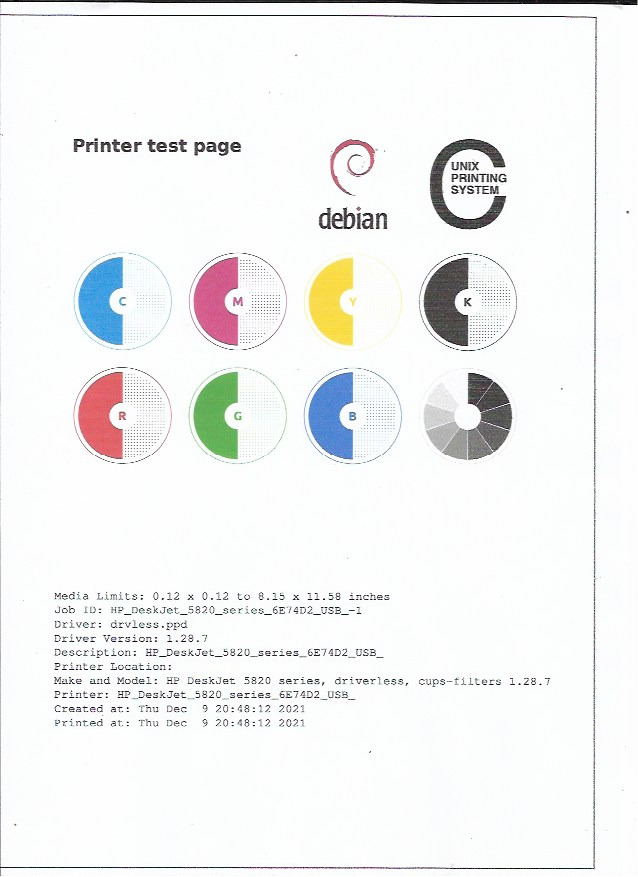 Printer test page
debian
UNIX
PRINTING
SYSTEM
C
M
Y
K
R
G
B
Media Limits: 0.12 x 0.12 to 8.15 x 11.58 inches
Job ID: HP_DeskJet_5820_series_6E74D2_USB_-1
Driver: drvless.ppd
Driver Version: 1.28.7
Description: HP_DeskJet_5820_series_6E74D2_USB_
Printer Location:
Make and Model: HP DeskJet 5820 series, driverless, cups-filters 1.28.7
Printer: HP_DeskJet_5820_series_6E74D2_USB_
Created at: Thu Dec  9 20:48:12 2021
Printed at: Thu Dec  9 20:48:12 2021